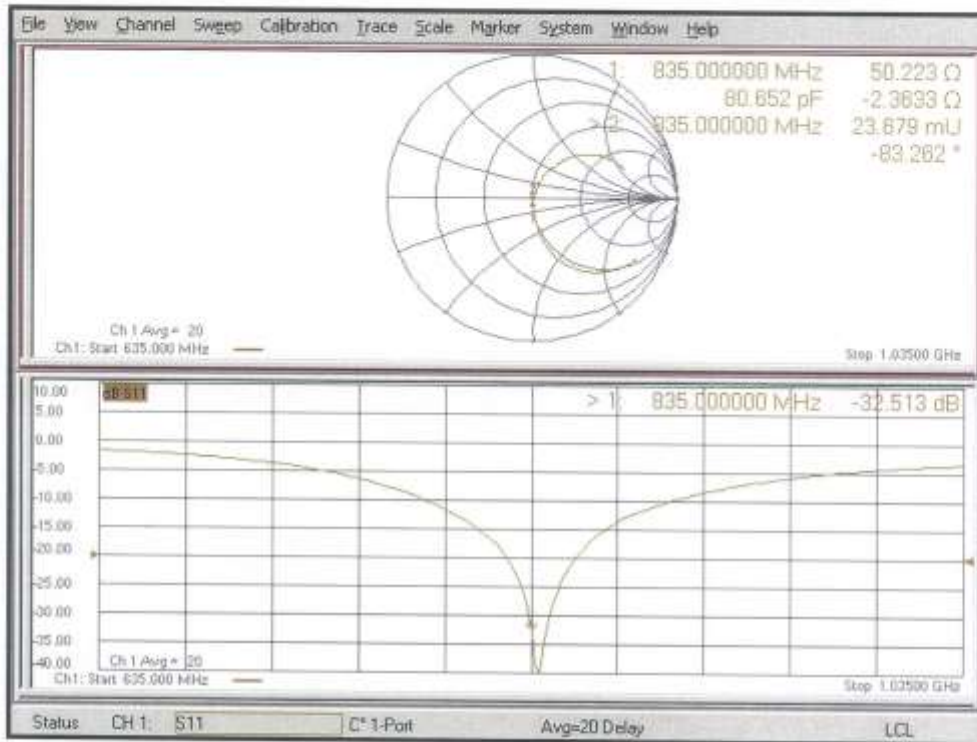 File View Channel Sweep Calibration Trace Scale Marker System Window Help
1: 835.000000 MHz 50.223 Ω
80.652 pF -2.3633 Ω
> 2: 835.000000 MHz 23.679 mU
-83.262 °
Ch 1 Avg = 20
Ch1: Start 635.000 MHz
Stop 1.03500 GHz
10.00
dB-S11
> 1: 835.000000 MHz -32.513 dB
5.00
0.00
-5.00
-10.00
-15.00
-20.00
-25.00
-30.00
-35.00
-40.00
Ch 1 Avg = 20
Ch1: Start 635.000 MHz
Stop 1.03500 GHz
Status CH 1: S11 C* 1-Port Avg=20 Delay LCL